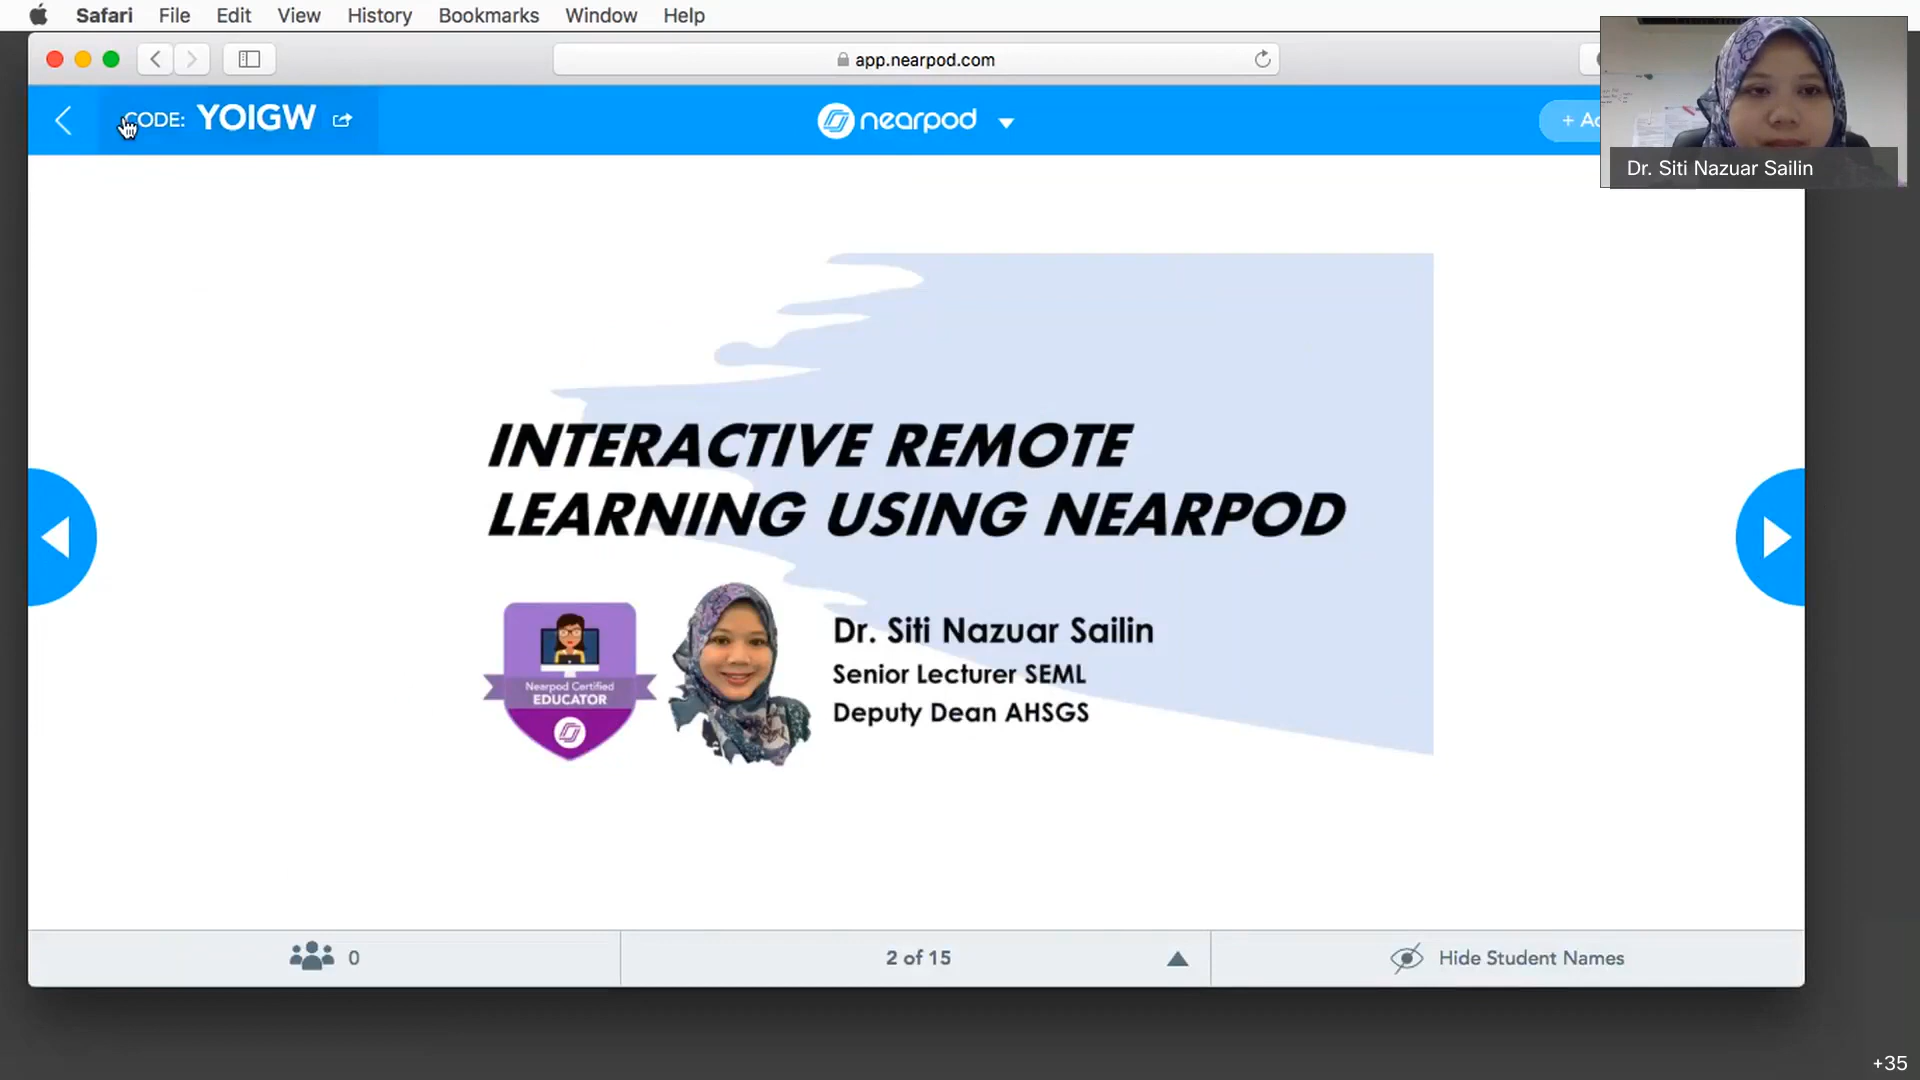 Safari File Edit View History Bookmarks Window Help
app.nearpod.com
CODE: YOIGW
nearpod
Dr. Siti Nazuar Sailin
INTERACTIVE REMOTE
LEARNING USING NEARPOD
Nearpod Certified
EDUCATOR
Dr. Siti Nazuar Sailin
Senior Lecturer SEML
Deputy Dean AHSGS
0
2 of 15
Hide Student Names
+35